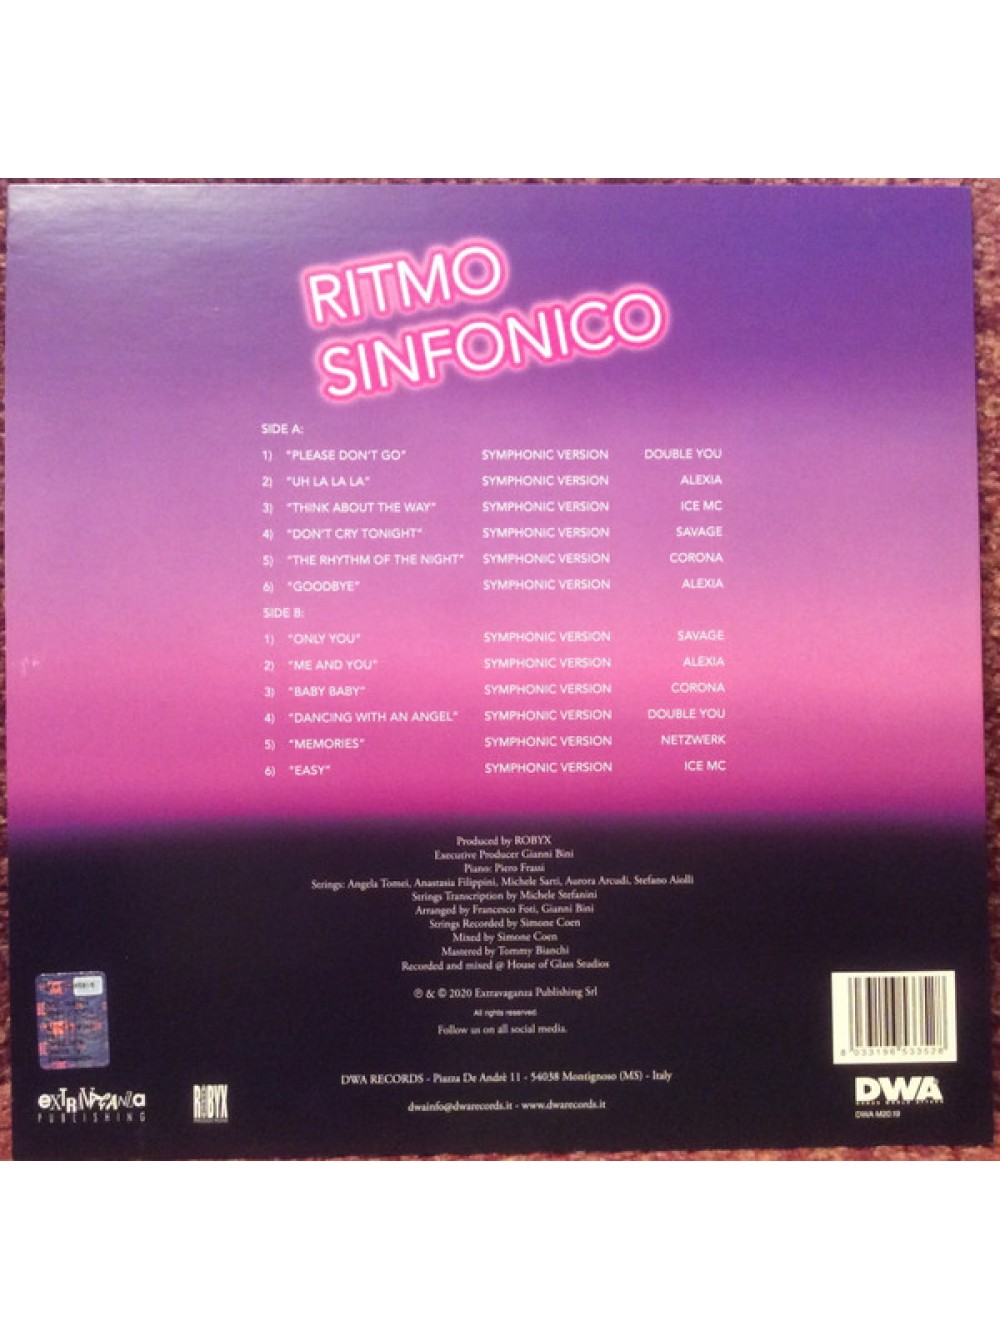 RITMO
SINFONICO
SIDE A:
1) "PLEASE DON'T GO" SYMPHONIC VERSION DOUBLE YOU
2) "UH LA LA LA" SYMPHONIC VERSION ALEXIA
3) "THINK ABOUT THE WAY" SYMPHONIC VERSION ICE MC
4) "DON'T CRY TONIGHT" SYMPHONIC VERSION SAVAGE
5) "THE RHYTHM OF THE NIGHT" SYMPHONIC VERSION CORONA
6) "GOODBYE" SYMPHONIC VERSION ALEXIA
SIDE B:
1) "ONLY YOU" SYMPHONIC VERSION SAVAGE
2) "ME AND YOU" SYMPHONIC VERSION ALEXIA
3) "BABY BABY" SYMPHONIC VERSION CORONA
4) "DANCING WITH AN ANGEL" SYMPHONIC VERSION DOUBLE YOU
5) "MEMORIES" SYMPHONIC VERSION NETZWERK
6) "EASY" SYMPHONIC VERSION ICE MC
Produced by ROBYX
Executive Producer Gianni Bini
Piano: Piero Frassi
Strings: Angela Tomei, Anastasia Filippini, Michele Sarti, Aurora Arcudi, Stefano Aiolli
Strings Transcription by Michele Stefanini
Arranged by Francesco Foti, Gianni Bini
Strings Recorded by Simone Coen
Mixed by Simone Coen
Mastered by Tommy Bianchi
Recorded and mixed @ House of Glass Studios
℗ & © 2020 Extravaganza Publishing Srl
All rights reserved.
Follow us on all social media.
DWA RECORDS - Piazza De Andrè 11 - 54038 Montignoso (MS) - Italy
dwainfo@dwarecords.it - www.dwarecords.it
8 033196 533528
exTRAVAGANZa
PUBLISHING
ROBYX
DWA
DWA M20.19